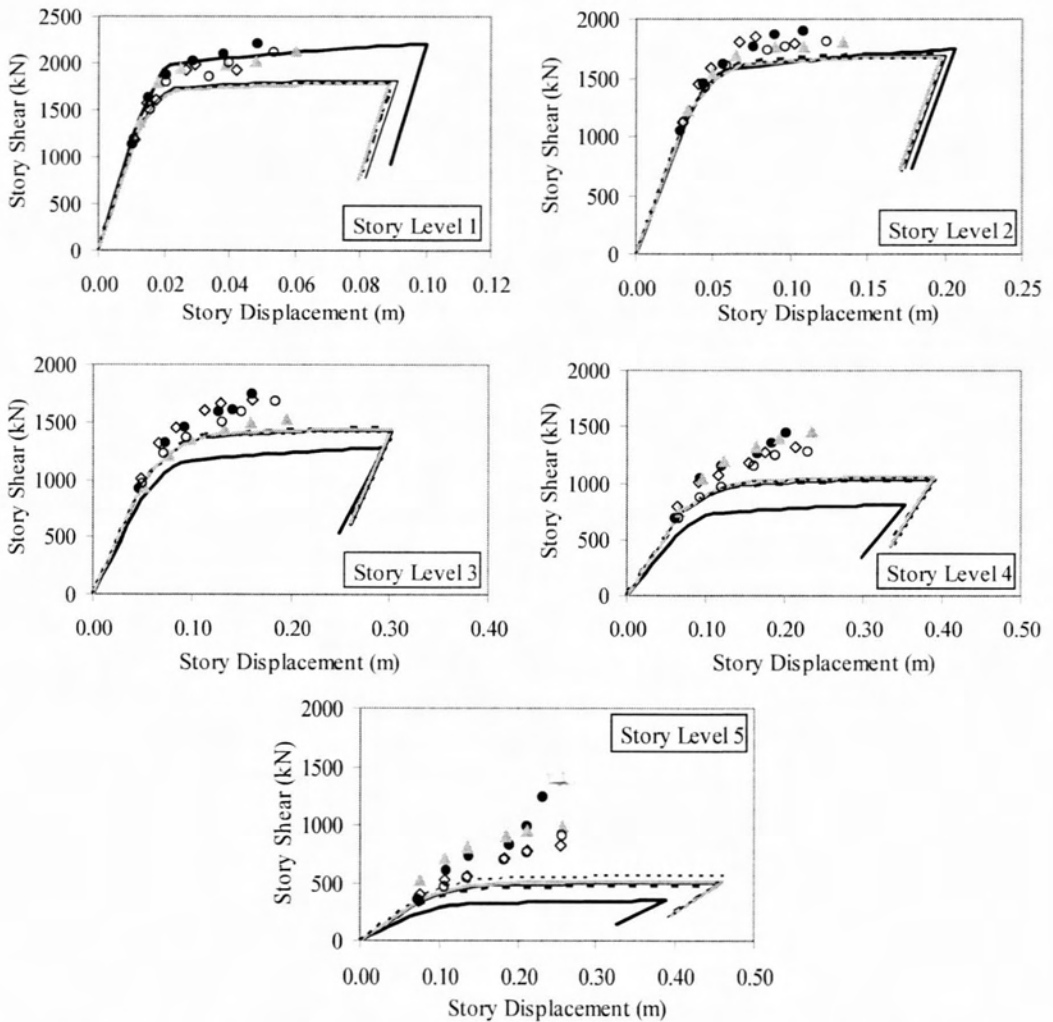 2500
2000
1500
1000
500
0
Story Shear (kN)
Story Level 1
0.00 0.02 0.04 0.06 0.08 0.10 0.12
Story Displacement (m)
2000
1500
1000
500
0
Story Shear (kN)
Story Level 2
0.00 0.05 0.10 0.15 0.20 0.25
Story Displacement (m)
2000
1500
1000
500
0
Story Shear (kN)
Story Level 3
0.00 0.10 0.20 0.30 0.40
Story Displacement (m)
2000
1500
1000
500
0
Story Shear (kN)
Story Level 4
0.00 0.10 0.20 0.30 0.40 0.50
Story Displacement (m)
2000
1500
1000
500
0
Story Shear (kN)
Story Level 5
0.00 0.10 0.20 0.30 0.40 0.50
Story Displacement (m)